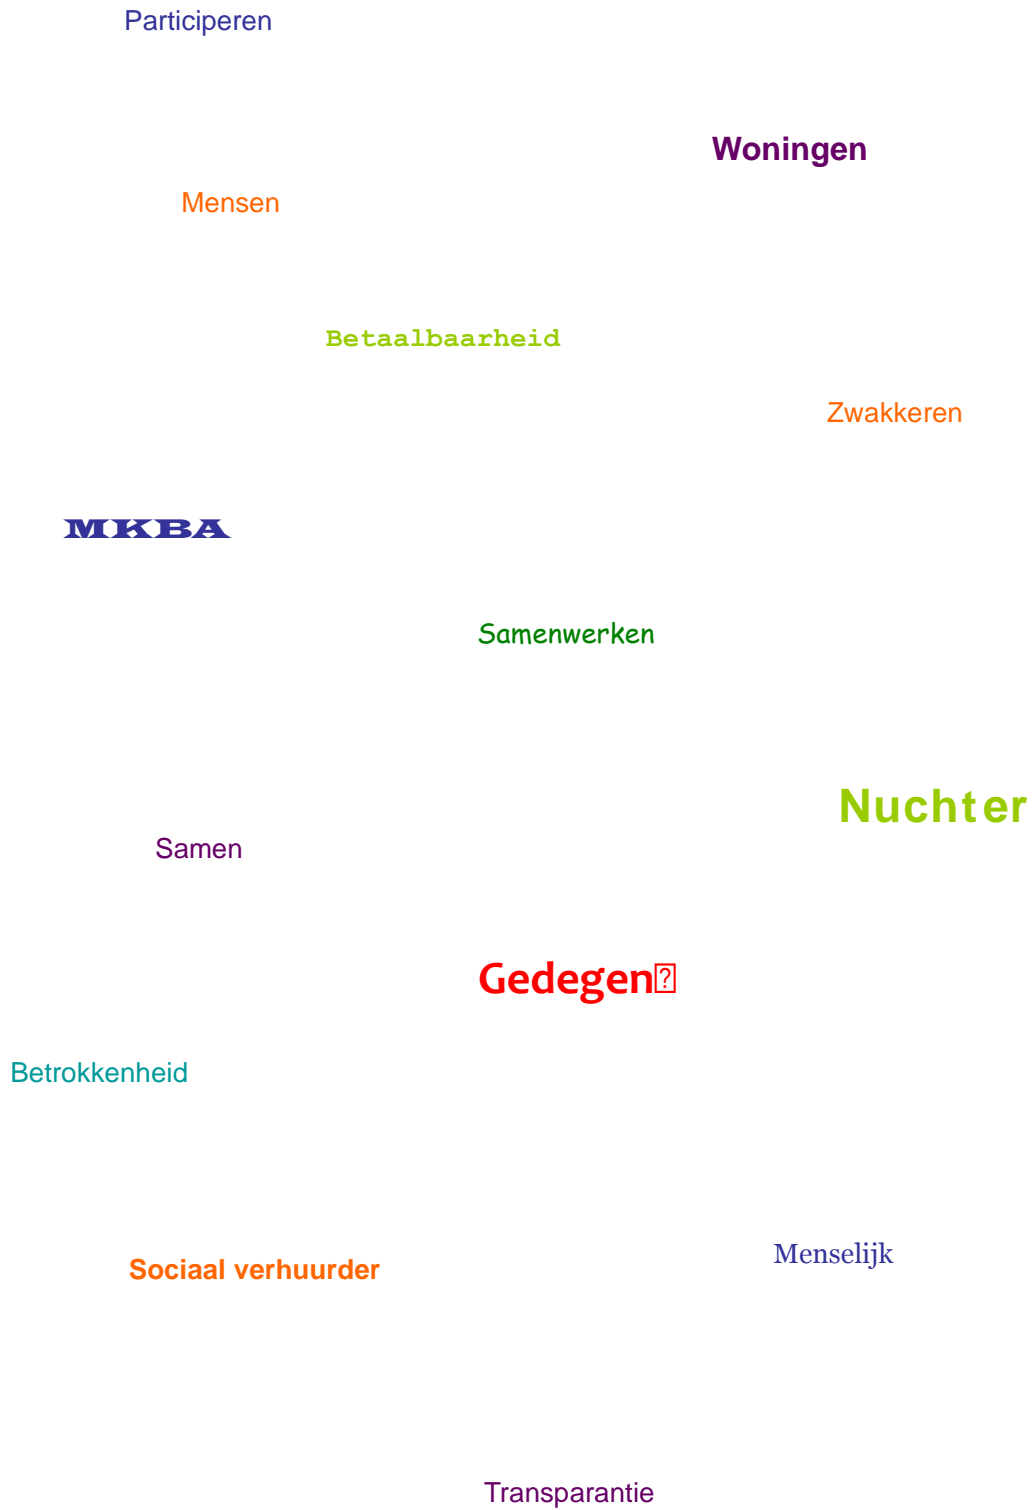 Participeren
Woningen
Mensen
Betaalbaarheid
Zwakkeren
MKBA
Samenwerken
Nuchter
Samen
Gedegen
Betrokkenheid
Menselijk
Sociaal verhuurder
Transparantie